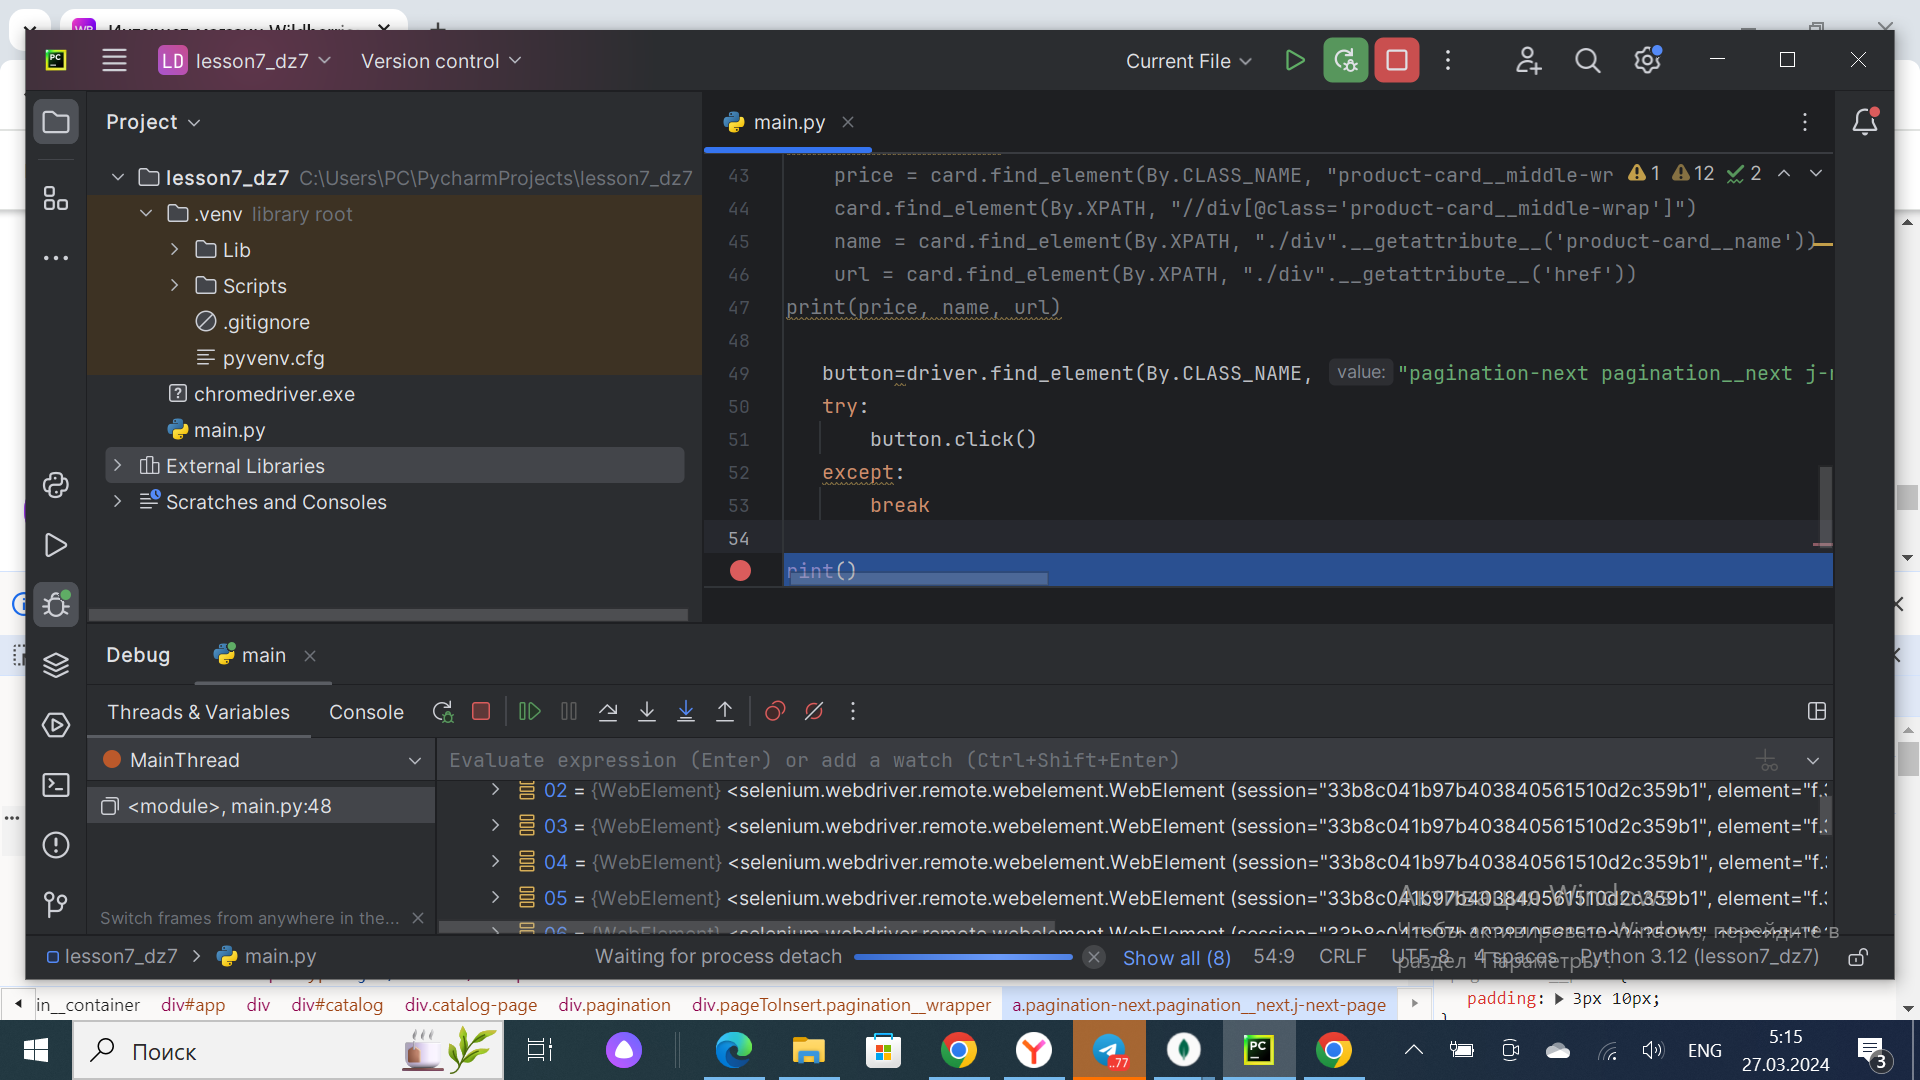 LD lesson7_dz7
Version control
Current File
Project
main.py
lesson7_dz7 C:\Users\PC\PycharmProjects\lesson7_dz7
.venv library root
Lib
Scripts
.gitignore
pyvenv.cfg
chromedriver.exe
main.py
External Libraries
Scratches and Consoles
1 12 2
43 price = card.find_element(By.CLASS_NAME, "product-card__middle-wr
44 card.find_element(By.XPATH, "//div[@class='product-card__middle-wrap']")
45 name = card.find_element(By.XPATH, "./div".__getattribute__('product-card__name'))
46 url = card.find_element(By.XPATH, "./div".__getattribute__('href'))
47 print(price, name, url)
48
49 button=driver.find_element(By.CLASS_NAME, value: "pagination-next pagination__next j-
50 try:
51 button.click()
52 except:
53 break
54
rint()
Debug
main
Threads & Variables
Console
MainThread
Evaluate expression (Enter) or add a watch (Ctrl+Shift+Enter)
<module>, main.py:48
02 = {WebElement} <selenium.webdriver.remote.webelement.WebElement (session="33b8c041b97b403840561510d2c359b1", element="f.
03 = {WebElement} <selenium.webdriver.remote.webelement.WebElement (session="33b8c041b97b403840561510d2c359b1", element="f.
04 = {WebElement} <selenium.webdriver.remote.webelement.WebElement (session="33b8c041b97b403840561510d2c359b1", element="f.
05 = {WebElement} <selenium.webdriver.remote.webelement.WebElement (session="33b8c041b97b403840561510d2c359b1", element="f.
Switch frames from anywhere in the...
Активация Windows
Чтобы активировать Windows, перейдите в
раздел "Параметры".
lesson7_dz7
main.py
Waiting for process detach
Show all (8)
54:9
CRLF
UTF-8
4 spaces
Python 3.12 (lesson7_dz7)
in__container div#app div div#catalog div.catalog-page div.pagination div.pageToInsert.pagination__wrapper a.pagination-next.pagination__next.j-next-page
padding: 3px 10px;
Поиск
77
ENG
5:15
27.03.2024
3